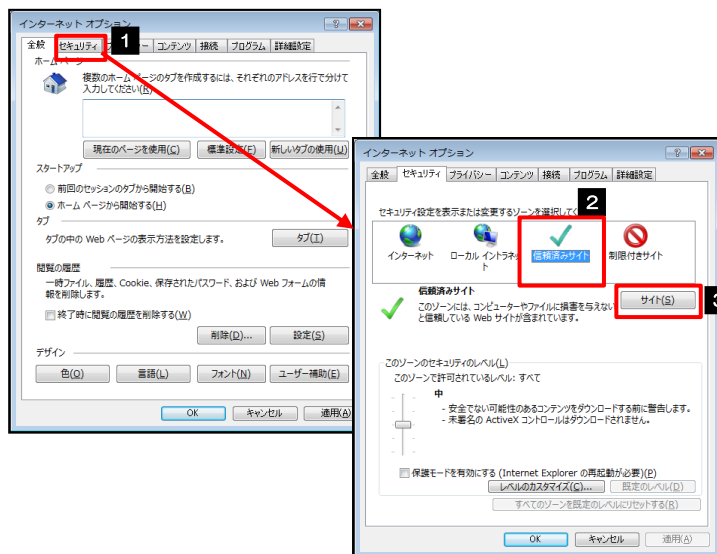 インターネット オプション
1
全般 セキュリティ コンテンツ 接続 プログラム 詳細設定
ホーム ページ
複数のホーム ページのタブを作成するには、それぞれのアドレスを行で分けて
入力してください(R)
現在のページを使用(C) 標準設定(F) 新しいタブの使用(U)
スタートアップ
前回のセッションのタブから開始する(B)
ホーム ページから開始する(H)
タブ
タブの中の Web ページの表示方法を設定します。 タブ(T)
閲覧の履歴
一時ファイル、履歴、Cookie、保存されたパスワード、および Web フォームの情
報を削除します。
終了時に閲覧の履歴を削除する(W)
削除(D)... 設定(S)
デザイン
色(O) 言語(L) フォント(N) ユーザー補助(E)
OK キャンセル 適用(A)
インターネット オプション
全般 セキュリティ プライバシー コンテンツ 接続 プログラム 詳細設定
2
セキュリティ設定を表示または変更するゾーンを選択してく
インターネット ローカル イントラネッ
ト 信頼済みサイト 制限付きサイト
信頼済みサイト
サイト(S)
3
このゾーンには、コンピューターやファイルに損害を与えない
と信頼している Web サイトが含まれています。
このゾーンのセキュリティのレベル(L)
このゾーンで許可されているレベル: すべて
中
- 安全でない可能性のあるコンテンツをダウンロードする前に警告します。
- 未署名の ActiveX コントロールはダウンロードされません。
保護モードを有効にする (Internet Explorer の再起動が必要)(P)
レベルのカスタマイズ(C)... 既定のレベル(D)
すべてのゾーンを既定のレベルにリセットする(R)
OK キャンセル 適用(A)